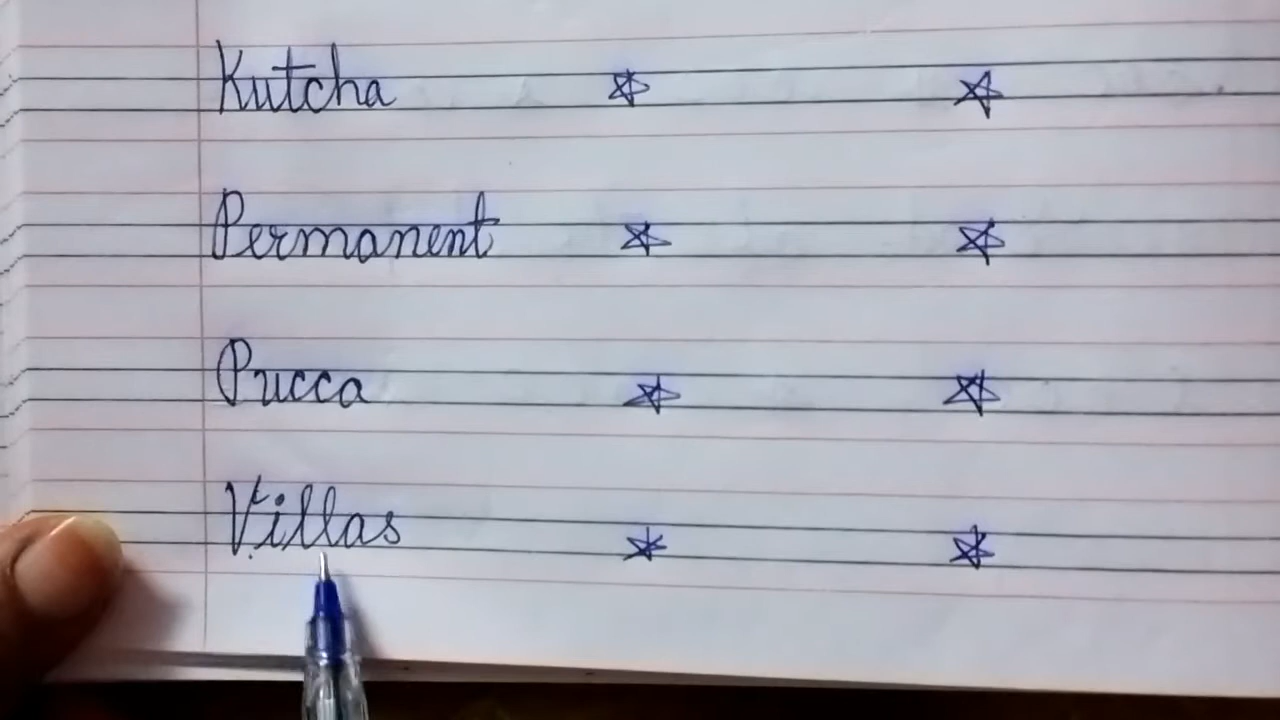 Kutcha ☆ ☆
Permanent ☆ ☆
Pucca ☆ ☆
Villas ☆ ☆